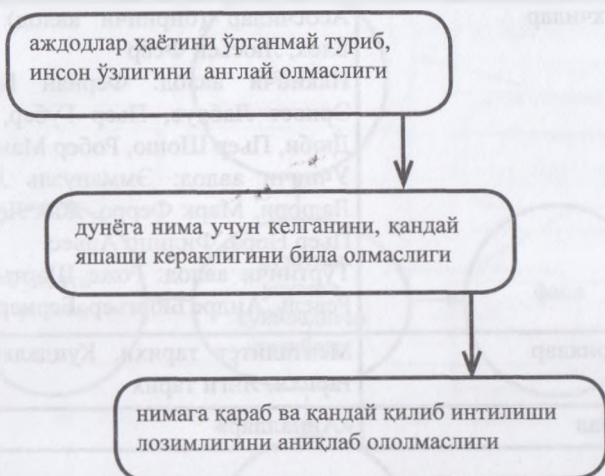 аждодлар ҳаётини ўрганмай туриб,
инсон ўзлигини англай олмаслиги
дунёга нима учун келганини, қандай
яшаши кераклигини била олмаслиги
нимага қараб ва қандай қилиб интилиши
лозимлигини аниқлаб ололмаслиги